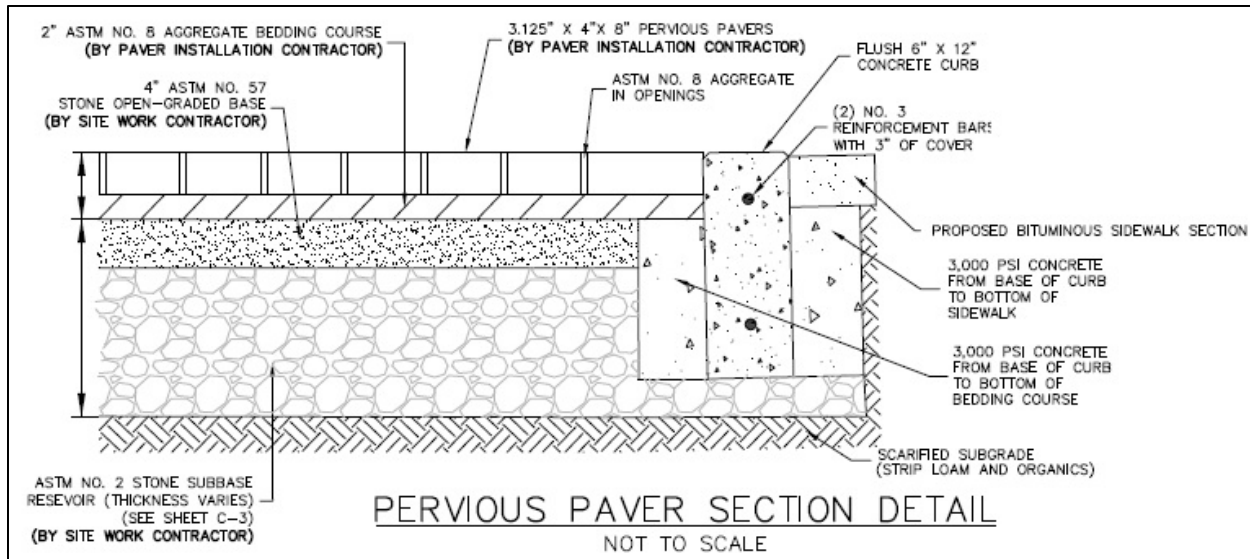 2" ASTM NO. 8 AGGREGATE BEDDING COURSE
(BY PAVER INSTALLATION CONTRACTOR)
3.125" X 4"X 8" PERVIOUS PAVERS
(BY PAVER INSTALLATION CONTRACTOR)
FLUSH 6" X 12"
CONCRETE CURB
4" ASTM NO. 57
STONE OPEN-GRADED BASE
(BY SITE WORK CONTRACTOR)
ASTM NO. 8 AGGREGATE
IN OPENINGS
(2) NO. 3
REINFORCEMENT BARS
WITH 3" OF COVER
PROPOSED BITUMINOUS SIDEWALK SECTION
3,000 PSI CONCRETE
FROM BASE OF CURB
TO BOTTOM OF
SIDEWALK
3,000 PSI CONCRETE
FROM BASE OF CURB
TO BOTTOM OF
BEDDING COURSE
SCARIFIED SUBGRADE
(STRIP LOAM AND ORGANICS)
ASTM NO. 2 STONE SUBBASE
RESEVOIR (THICKNESS VARIES)
(SEE SHEET C-3)
(BY SITE WORK CONTRACTOR)
PERVIOUS PAVER SECTION DETAIL
NOT TO SCALE